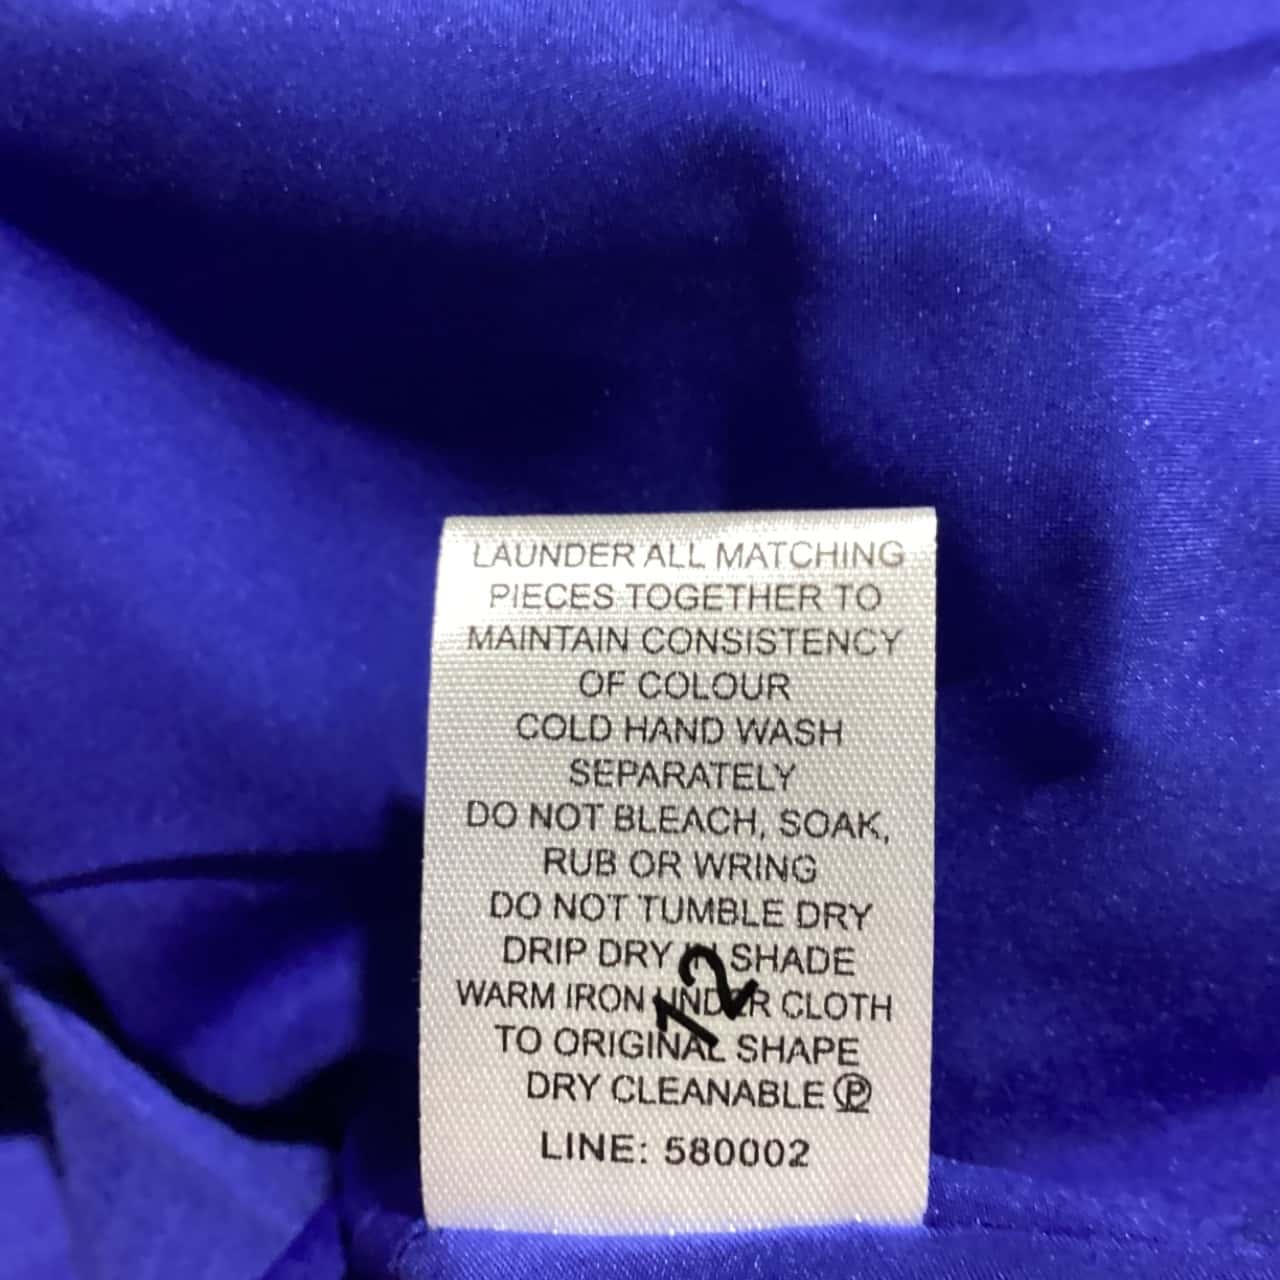 LAUNDER ALL MATCHING
PIECES TOGETHER TO
MAINTAIN CONSISTENCY
OF COLOUR
COLD HAND WASH
SEPARATELY
DO NOT BLEACH, SOAK,
RUB OR WRING
DO NOT TUMBLE DRY
DRIP DRY IN SHADE
12
WARM IRON UNDER CLOTH
TO ORIGINAL SHAPE
DRY CLEANABLE Ⓟ
LINE: 580002